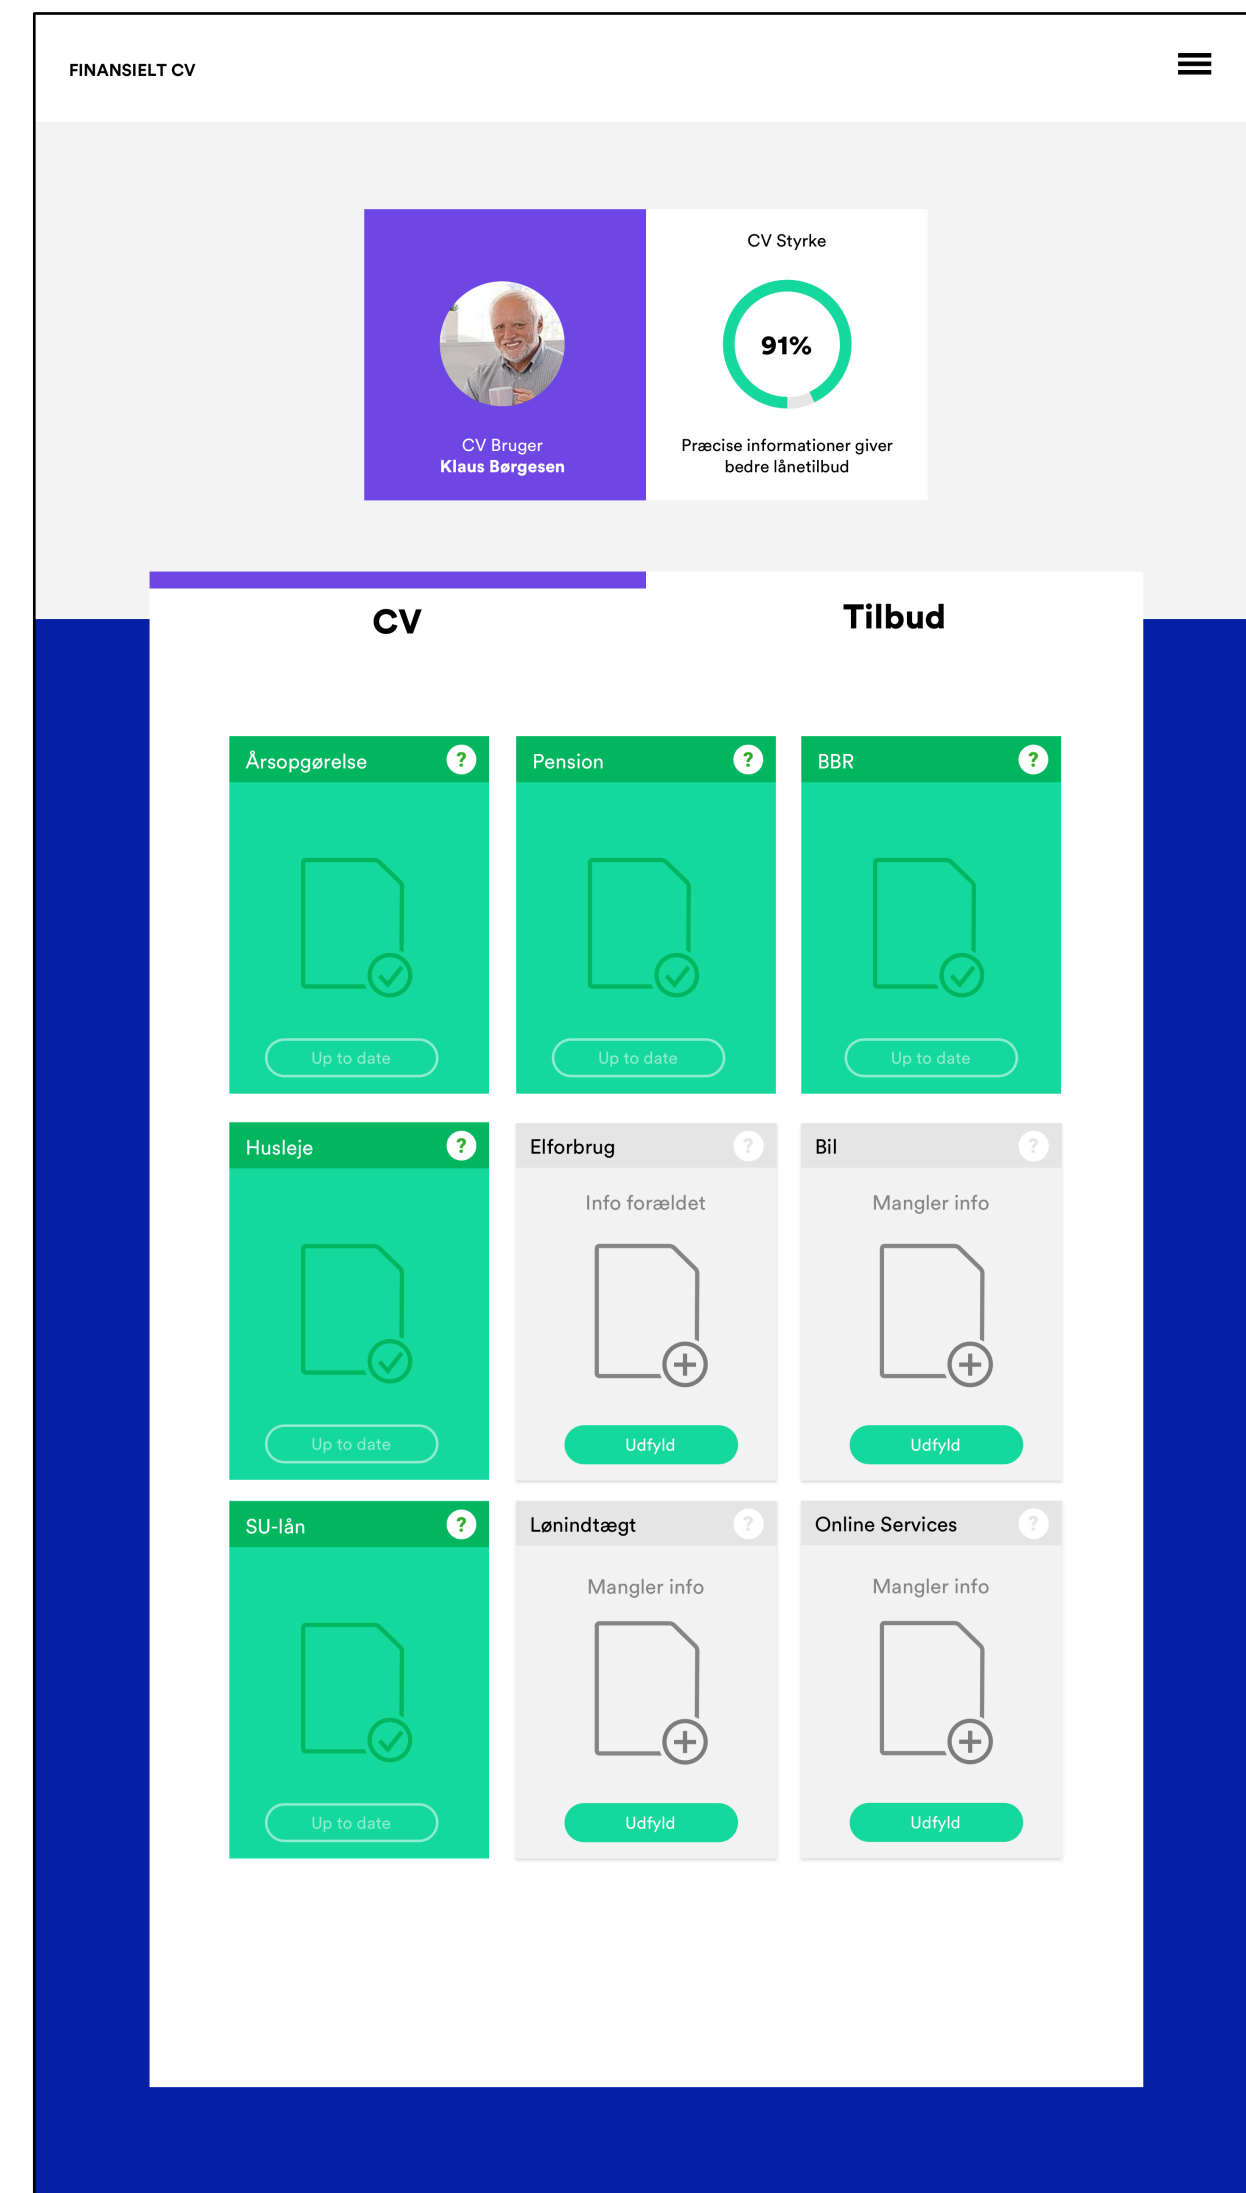 FINANSIELT CV
CV Bruger
Klaus Børgesen
CV Styrke
91%
Præcise informationer giver
bedre lånetilbud
CV
Tilbud
Årsopgørelse ?
Up to date
Pension ?
Up to date
BBR ?
Up to date
Husleje ?
Up to date
Elforbrug ?
Info forældet
Udfyld
Bil ?
Mangler info
Udfyld
SU-lån ?
Up to date
Lønindtægt ?
Mangler info
Udfyld
Online Services ?
Mangler info
Udfyld